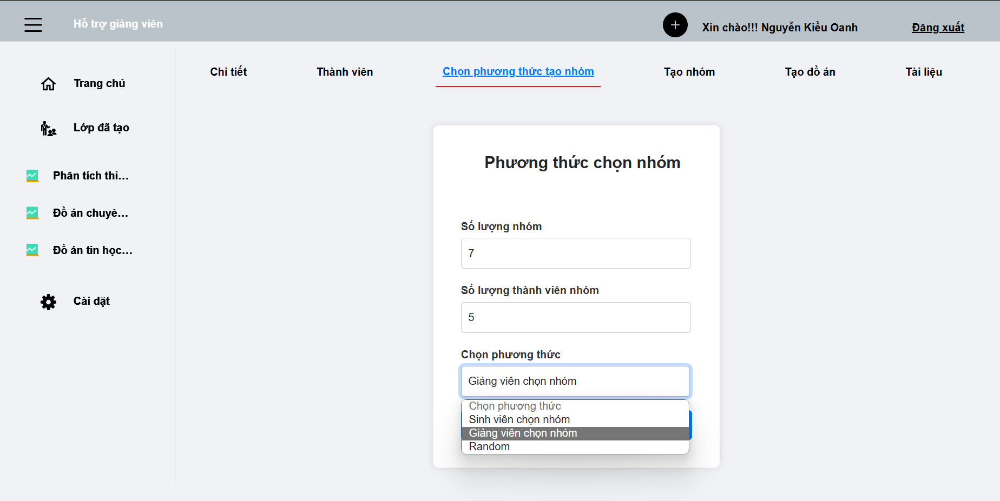 Hỗ trợ giảng viên
Xin chào!!! Nguyễn Kiều Oanh
Đăng xuất
Trang chủ
Lớp đã tạo
Phân tích thi...
Đồ án chuyê...
Đồ án tin học...
Cài đặt
Chi tiết
Thành viên
Chọn phương thức tạo nhóm
Tạo nhóm
Tạo đồ án
Tài liệu
Phương thức chọn nhóm
Số lượng nhóm
7
Số lượng thành viên nhóm
5
Chọn phương thức
Giảng viên chọn nhóm
Chọn phương thức
Sinh viên chọn nhóm
Giảng viên chọn nhóm
Random